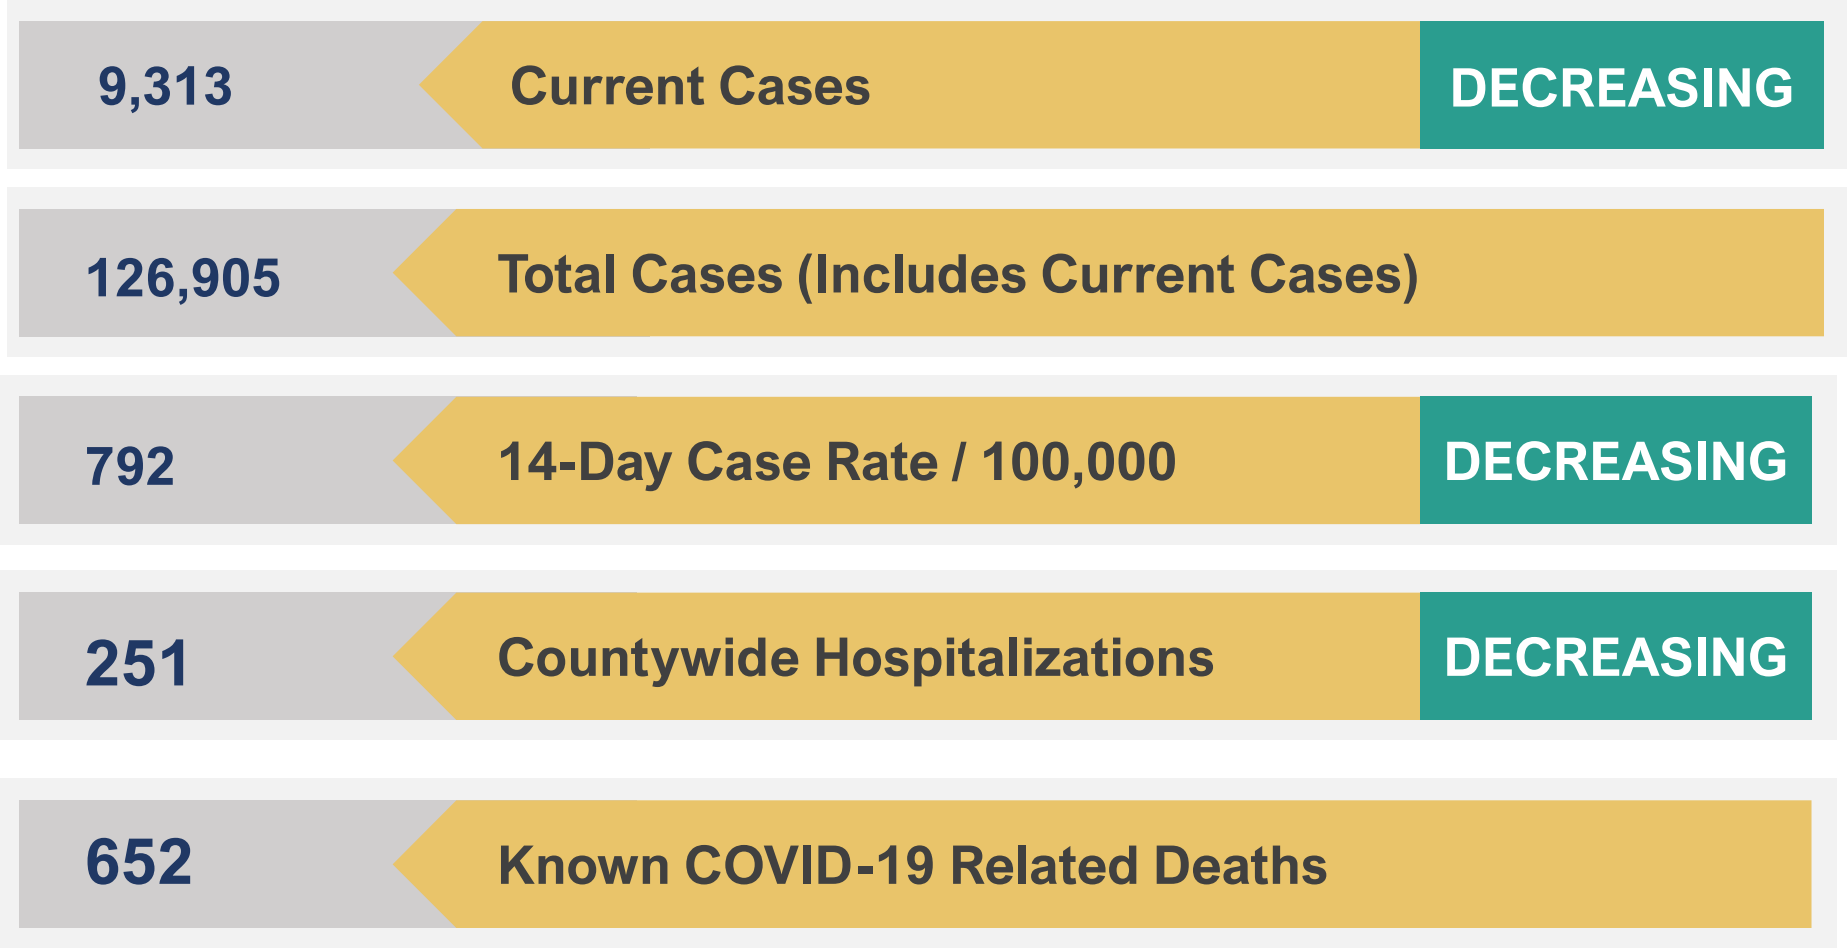 9,313 Current Cases DECREASING
126,905 Total Cases (Includes Current Cases)
792 14-Day Case Rate / 100,000 DECREASING
251 Countywide Hospitalizations DECREASING
652 Known COVID-19 Related Deaths